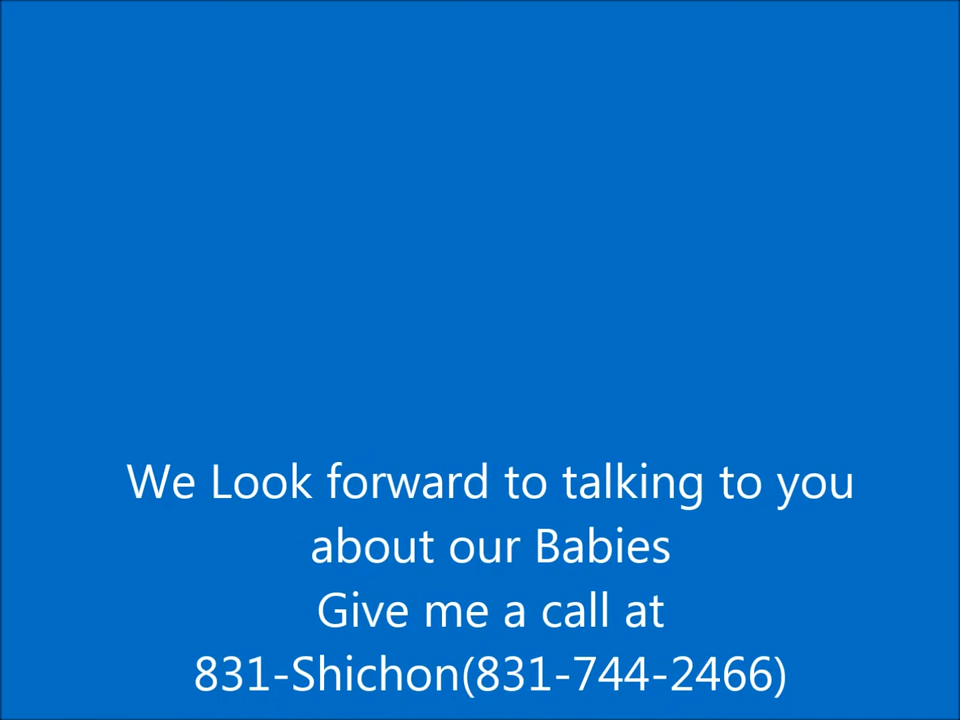 We Look forward to talking to you
about our Babies
Give me a call at
831-Shichon(831-744-2466)